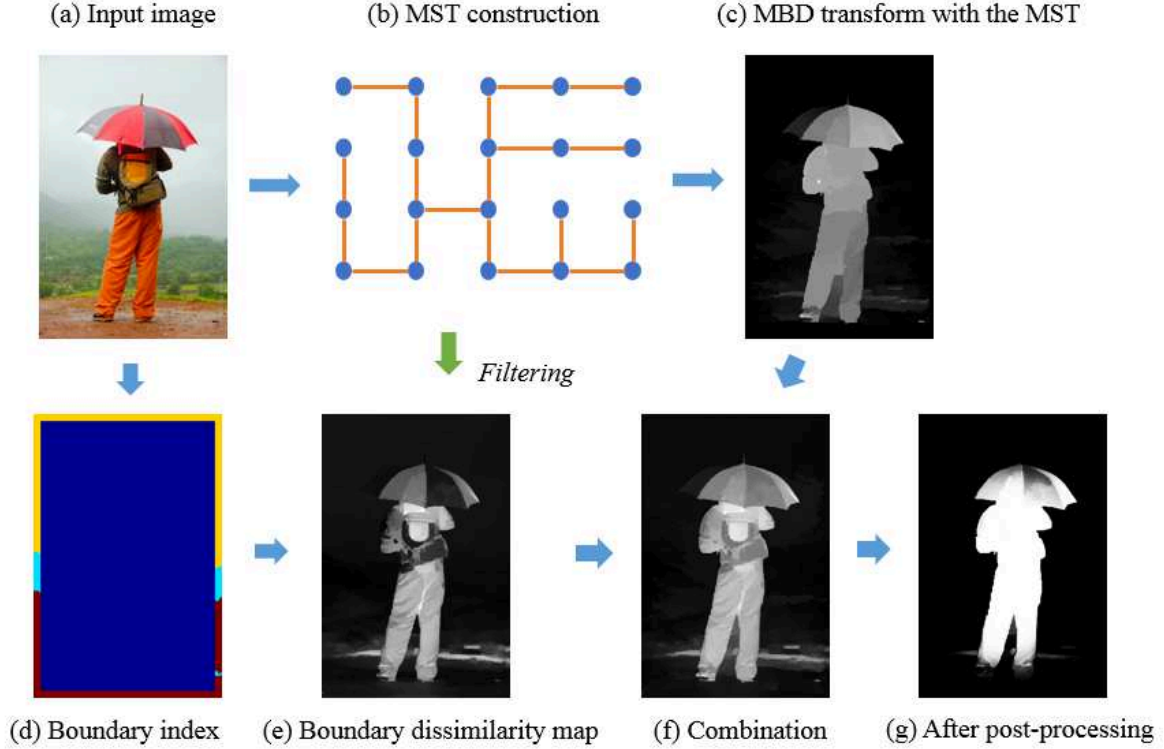 (a) Input image
(b) MST construction
(c) MBD transform with the MST
Filtering
(d) Boundary index
(e) Boundary dissimilarity map
(f) Combination
(g) After post-processing